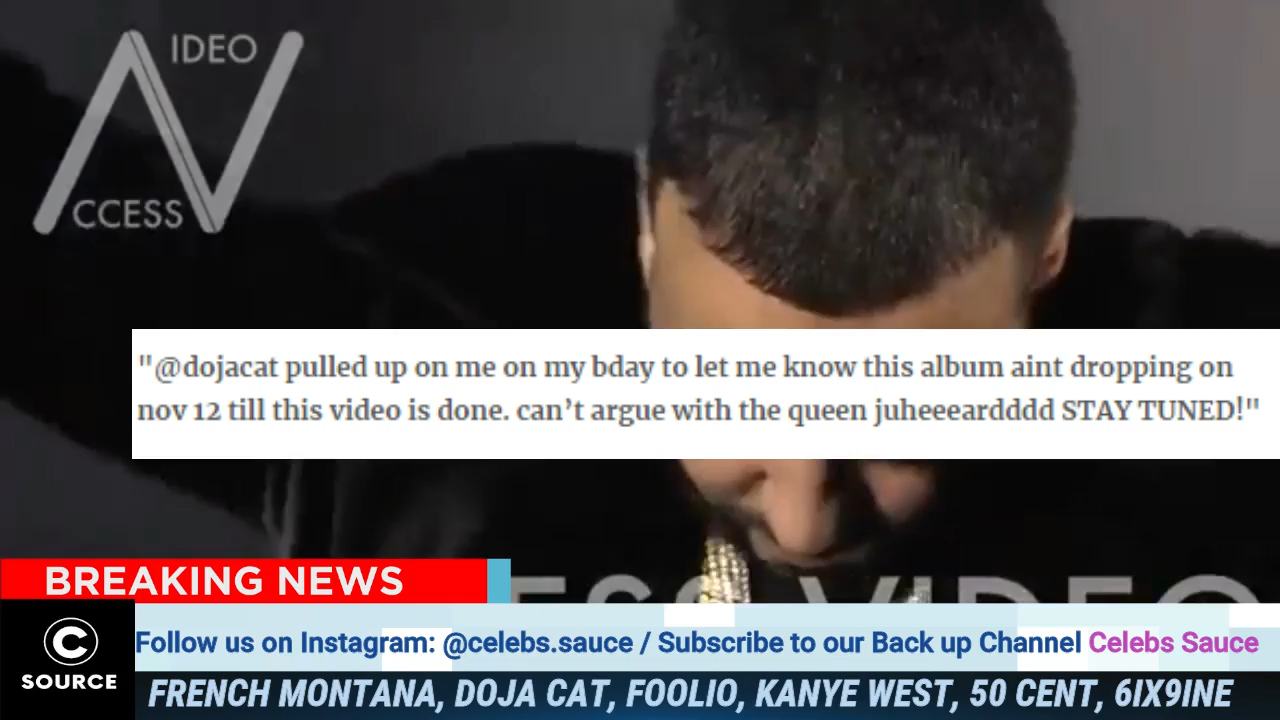 IDEO
CCESS
"@dojacat pulled up on me on my bday to let me know this album aint dropping on
nov 12 till this video is done. can’t argue with the queen juheeeardddd STAY TUNED!"
ESS VIDEO
BREAKING NEWS
Follow us on Instagram: @celebs.sauce / Subscribe to our Back up Channel Celebs Sauce
C
SOURCE
FRENCH MONTANA, DOJA CAT, FOOLIO, KANYE WEST, 50 CENT, 6IX9INE